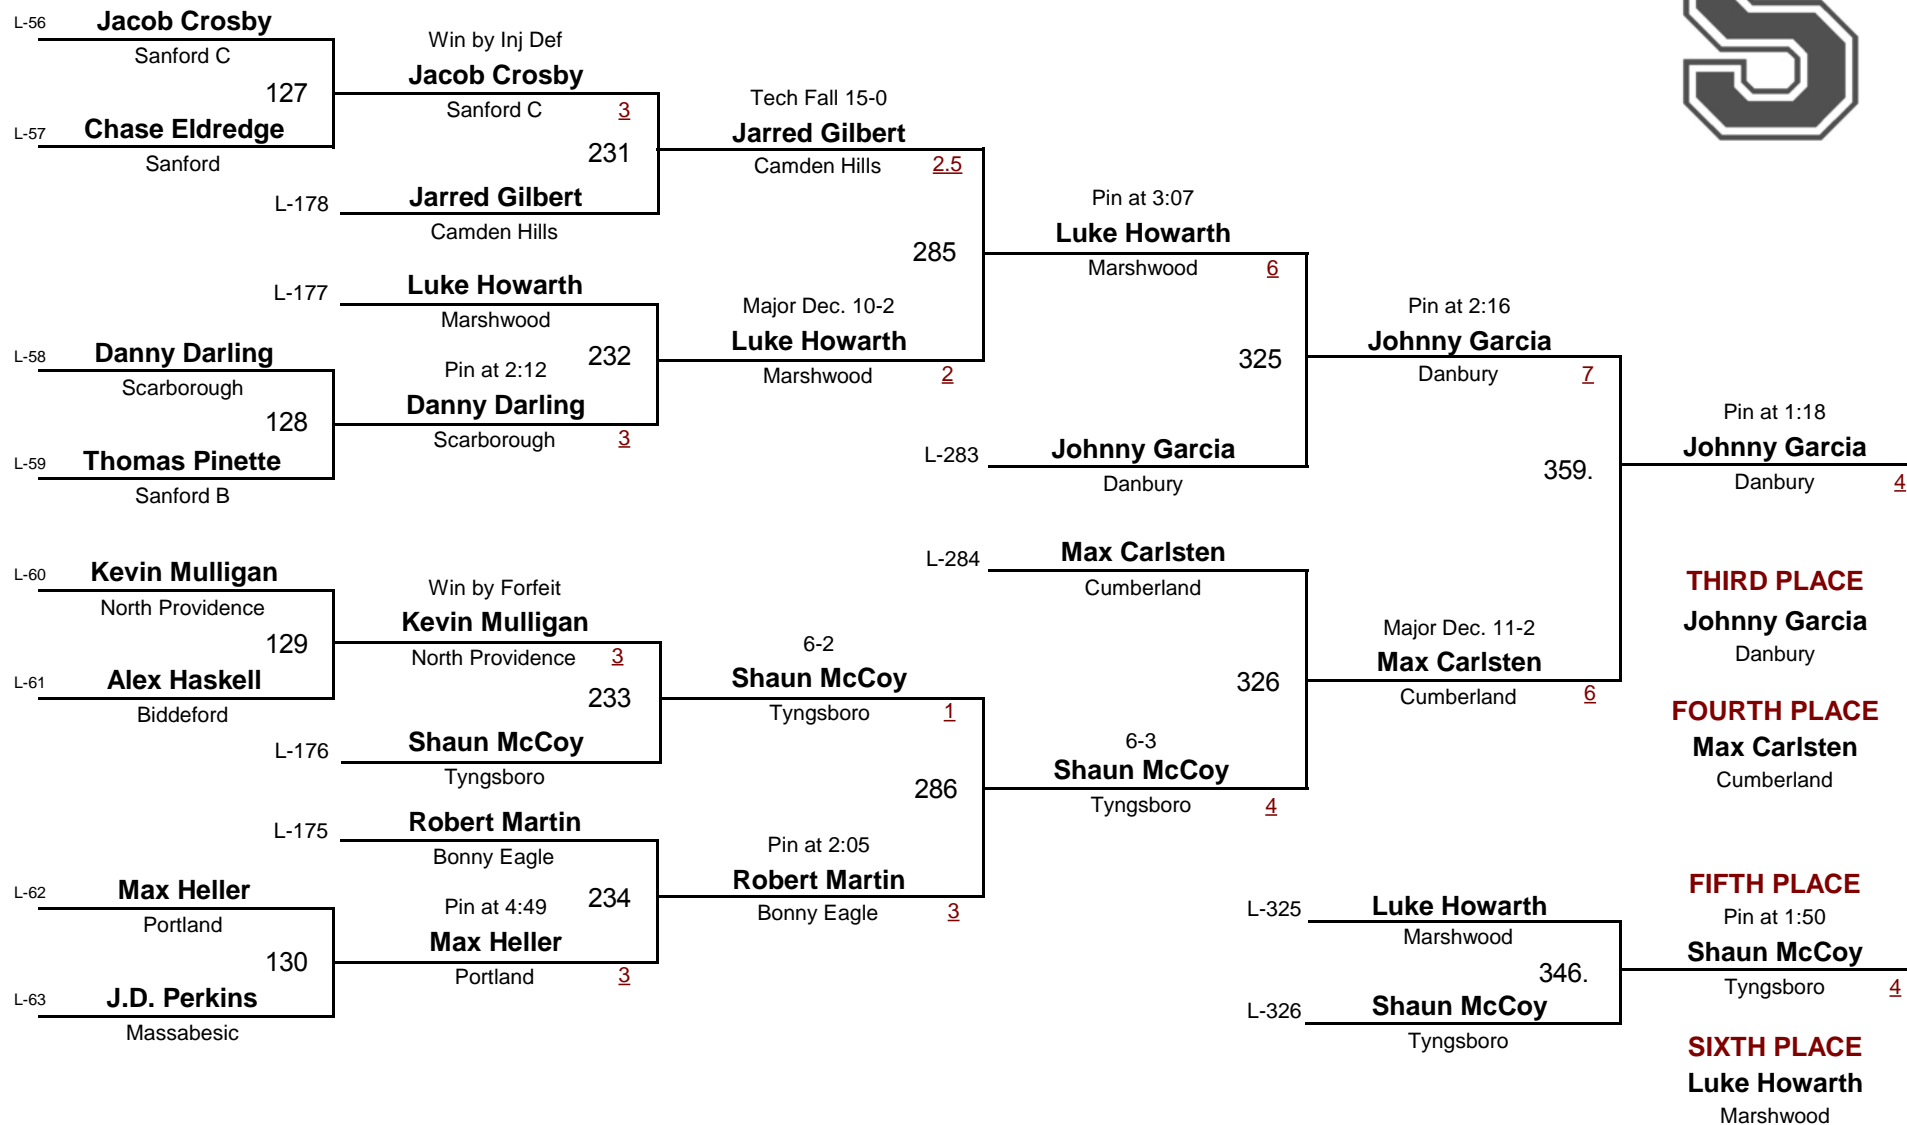 L-56 Jacob Crosby
Sanford C
127
L-57 Chase Eldredge
Sanford
Win by Inj Def
Jacob Crosby
Sanford C 3
231
L-178 Jarred Gilbert
Camden Hills
Tech Fall 15-0
Jarred Gilbert
Camden Hills 2.5
L-177 Luke Howarth
Marshwood
232
L-58 Danny Darling
Scarborough
128
L-59 Thomas Pinette
Sanford B
Pin at 2:12
Danny Darling
Scarborough 3
Major Dec. 10-2
Luke Howarth
Marshwood 2
285
Pin at 3:07
Luke Howarth
Marshwood 6
325
L-283 Johnny Garcia
Danbury
Pin at 2:16
Johnny Garcia
Danbury 7
359.
Pin at 1:18
Johnny Garcia
Danbury 4
L-60 Kevin Mulligan
North Providence
129
L-61 Alex Haskell
Biddeford
Win by Forfeit
Kevin Mulligan
North Providence 3
233
L-176 Shaun McCoy
Tyngsboro
6-2
Shaun McCoy
Tyngsboro 1
L-175 Robert Martin
Bonny Eagle
234
L-62 Max Heller
Portland
130
L-63 J.D. Perkins
Massabesic
Pin at 4:49
Max Heller
Portland 3
Pin at 2:05
Robert Martin
Bonny Eagle 3
286
L-284 Max Carlsten
Cumberland
326
6-3
Shaun McCoy
Tyngsboro 4
Major Dec. 11-2
Max Carlsten
Cumberland 6
THIRD PLACE
Johnny Garcia
Danbury
FOURTH PLACE
Max Carlsten
Cumberland
L-325 Luke Howarth
Marshwood
346.
L-326 Shaun McCoy
Tyngsboro
FIFTH PLACE
Pin at 1:50
Shaun McCoy
Tyngsboro 4
SIXTH PLACE
Luke Howarth
Marshwood